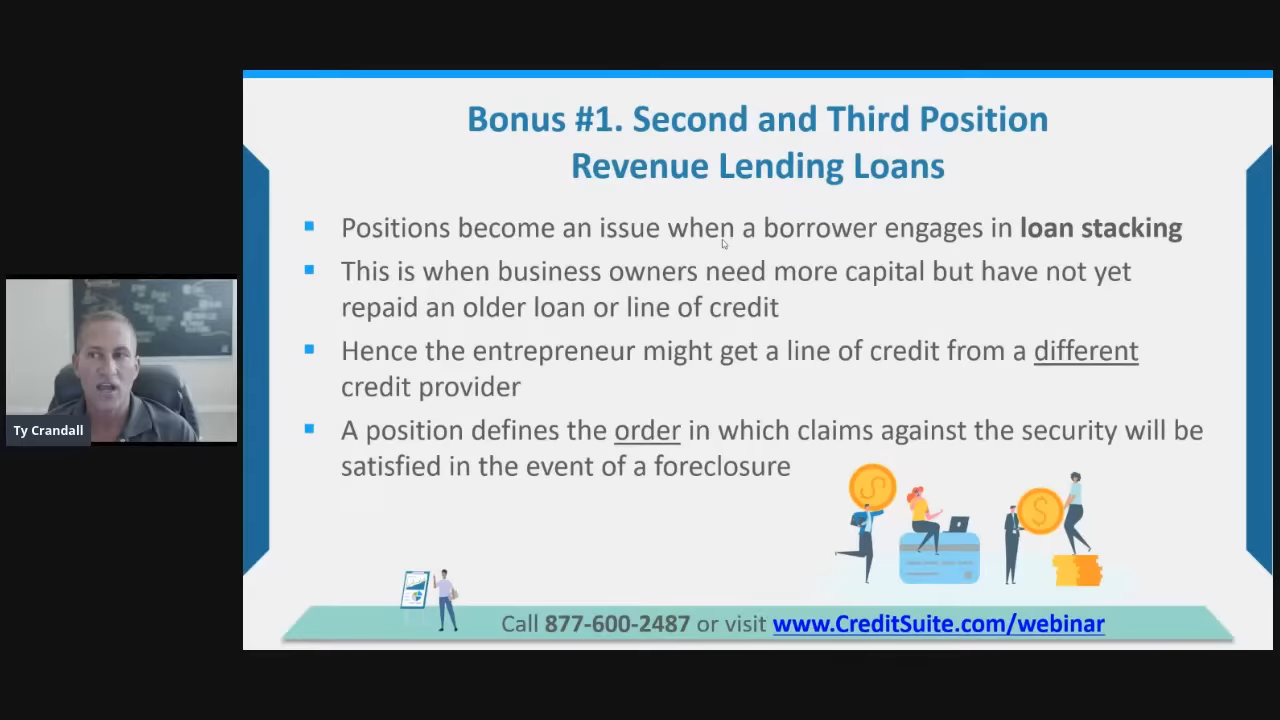 Bonus #1. Second and Third Position
Revenue Lending Loans
Positions become an issue when a borrower engages in loan stacking
This is when business owners need more capital but have not yet
repaid an older loan or line of credit
Hence the entrepreneur might get a line of credit from a different
credit provider
A position defines the order in which claims against the security will be
satisfied in the event of a foreclosure
Ty Crandall
Call 877-600-2487 or visit www.CreditSuite.com/webinar